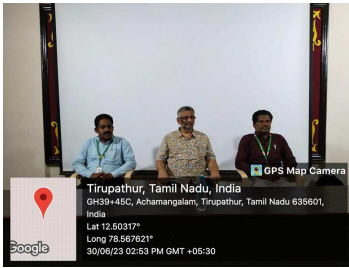 GPS Map Camera
Tirupathur, Tamil Nadu, India
GH39+45C, Achamangalam, Tirupathur, Tamil Nadu 635601,
India
Lat 12.50317°
Long 78.567621°
30/06/23 02:53 PM GMT +05:30
Google